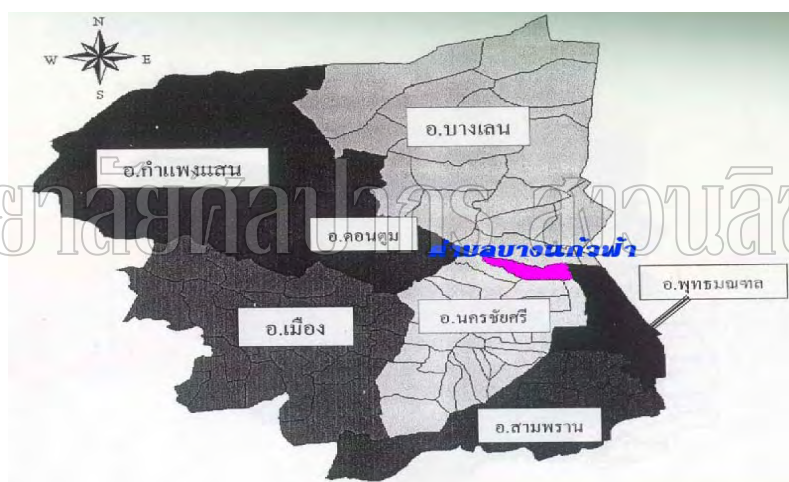 N
W E
S
อ.บางเลน
อ.กำแพงแสน
อ.ดอนตูม
ตำบลบางแก้วฟ้า
อ.พุทธมณฑล
อ.เมือง
อ.นครชัยศรี
อ.สามพราน